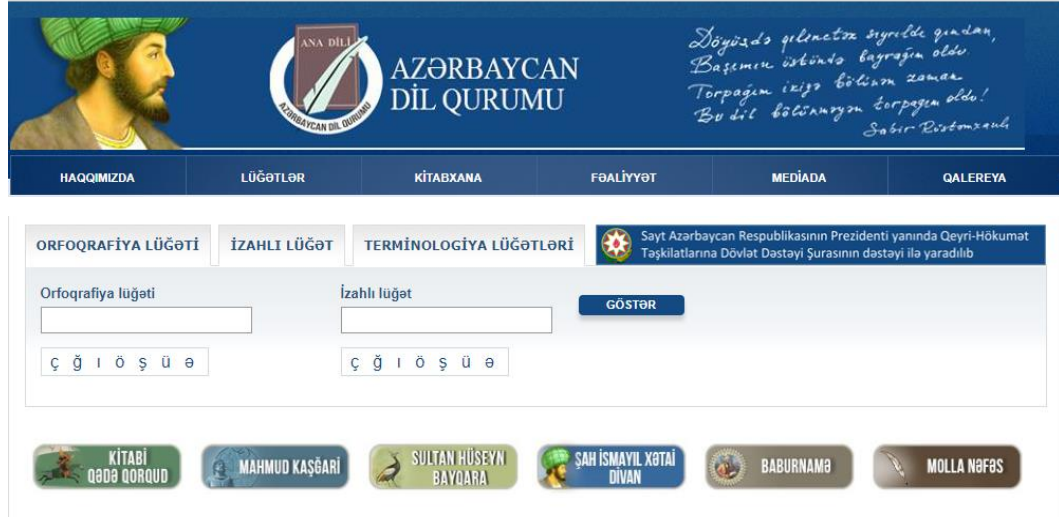 ANA DİLİ
AZƏRBAYCAN DİL QURUMU
AZƏRBAYCAN
DİL QURUMU
Döyüşdə qılınctək sıyrıldı qından,
Başımın üstündə bayrağım oldu.
Torpağım ikiyə bölünən zaman
Bu dil bölünməyən torpağım oldu!
Sabir Rüstəmxanlı
HAQQIMIZDA
LÜĞƏTLƏR
KİTABXANA
FƏALİYYƏT
MEDİADA
QALEREYA
ORFOQRAFİYA LÜĞƏTİ
İZAHLI LÜĞƏT
TERMİNOLOGİYA LÜĞƏTLƏRİ
Sayt Azərbaycan Respublikasının Prezidenti yanında Qeyri-Hökumət
Təşkilatlarına Dövlət Dəstəyi Şurasının dəstəyi ilə yaradılıb
Orfoqrafiya lüğəti
İzahlı lüğət
GÖSTƏR
ç ğ ı ö ş ü ə
ç ğ ı ö ş ü ə
KİTABİ
QƏDƏ QORQUD
MAHMUD KAŞĞARİ
SULTAN HÜSEYN
BAYQARA
ŞAH İSMAYIL XƏTAİ
DİVAN
BABURNAMƏ
MOLLA NƏFƏS